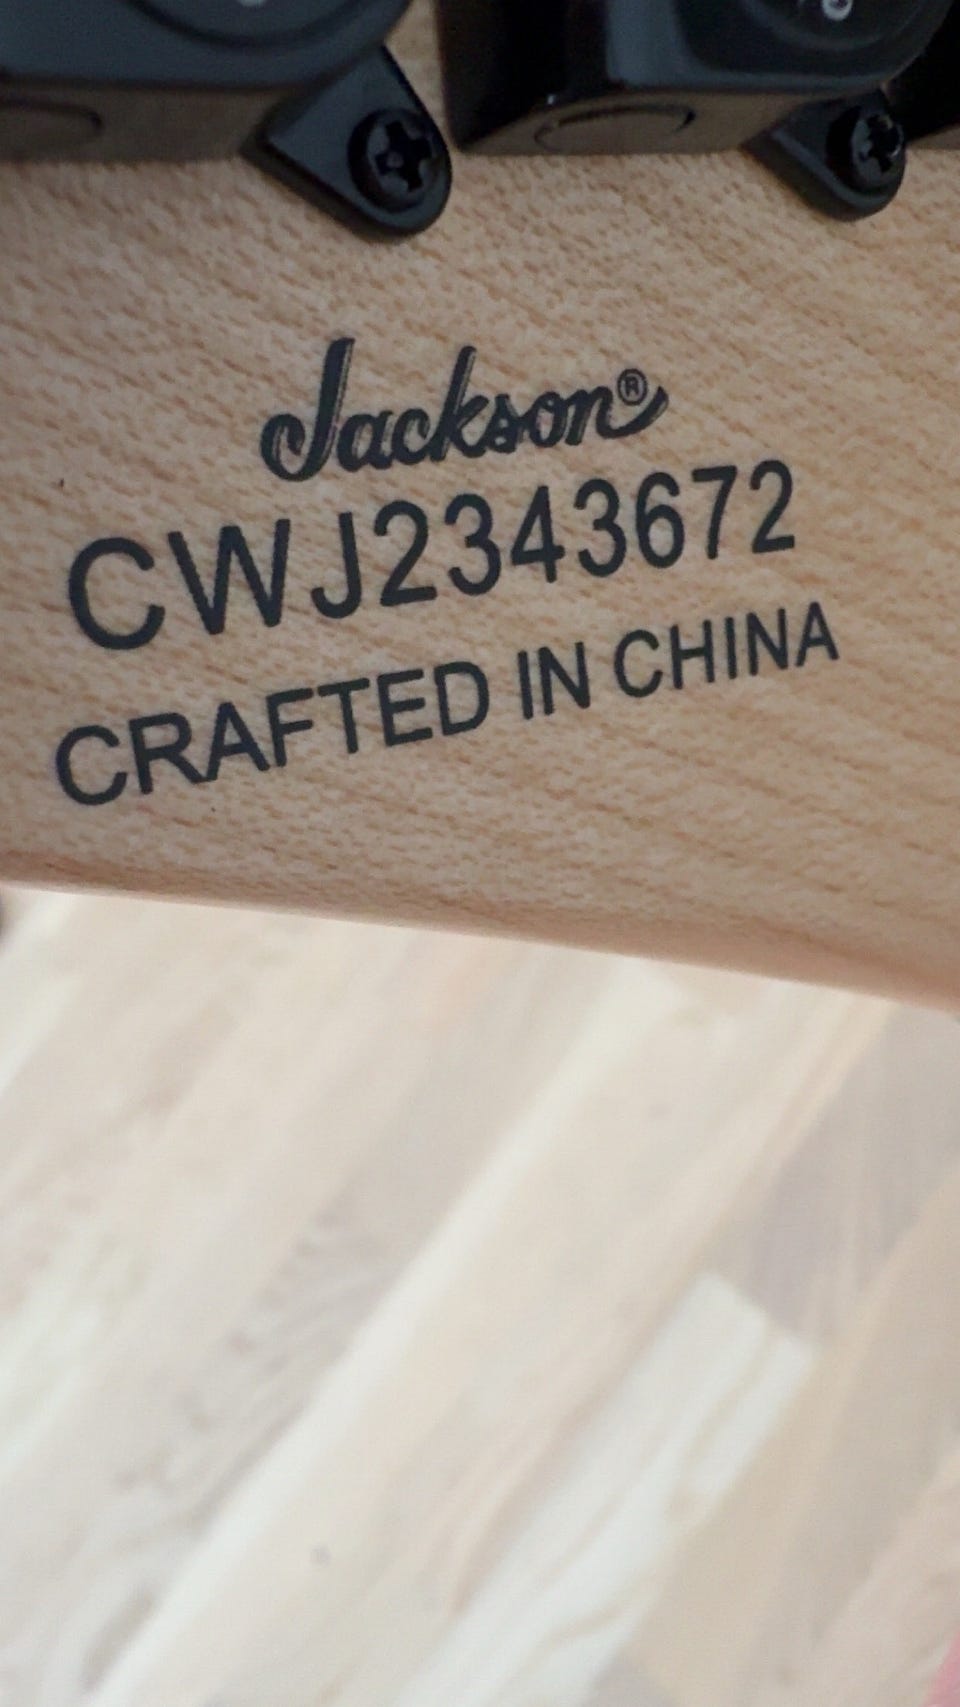 Jackson®
CWJ2343672
CRAFTED IN CHINA